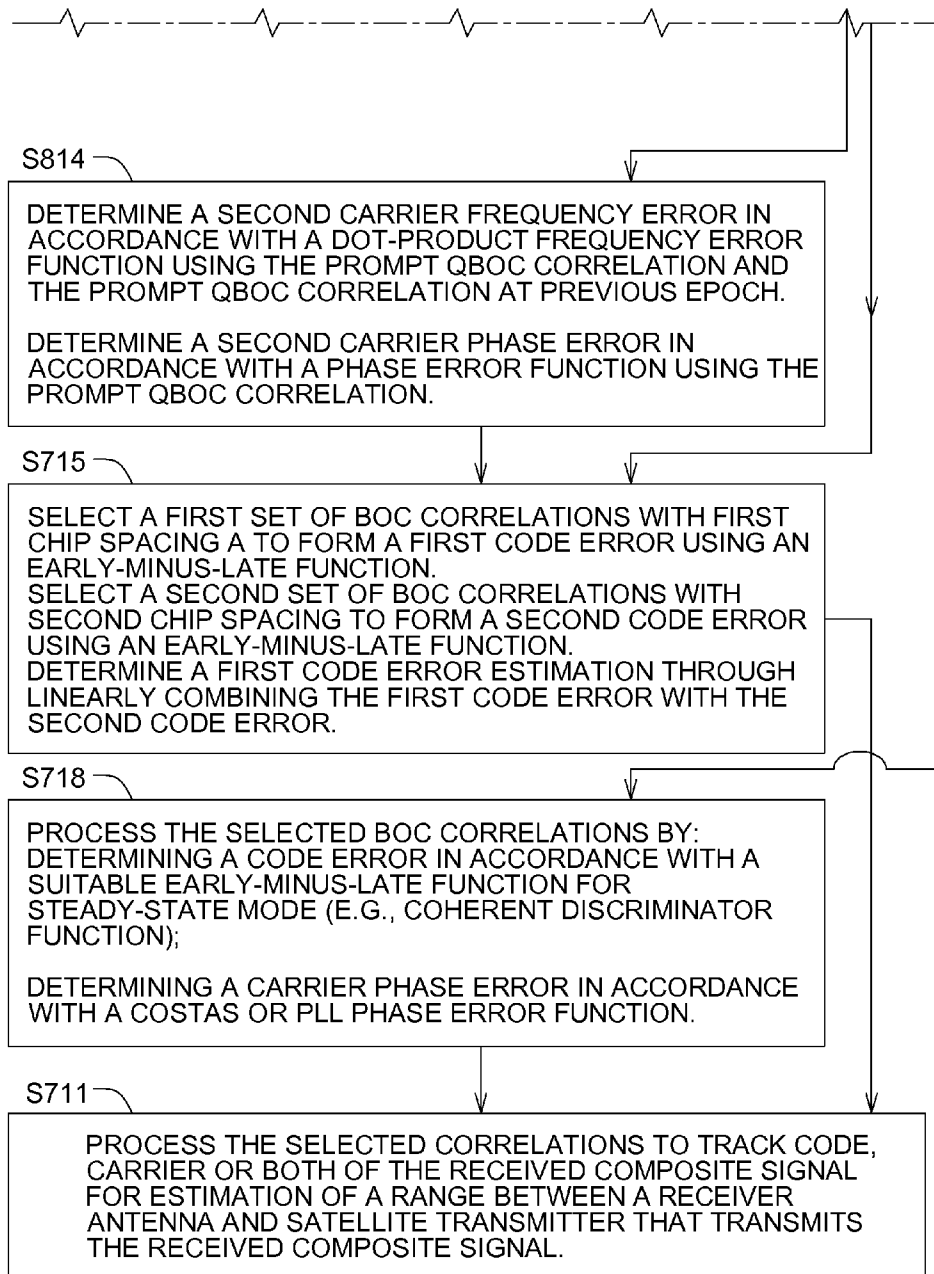 S814
DETERMINE A SECOND CARRIER FREQUENCY ERROR IN
ACCORDANCE WITH A DOT-PRODUCT FREQUENCY ERROR
FUNCTION USING THE PROMPT QBOC CORRELATION AND
THE PROMPT QBOC CORRELATION AT PREVIOUS EPOCH.
DETERMINE A SECOND CARRIER PHASE ERROR IN
ACCORDANCE WITH A PHASE ERROR FUNCTION USING THE
PROMPT QBOC CORRELATION.
S715
SELECT A FIRST SET OF BOC CORRELATIONS WITH FIRST
CHIP SPACING A TO FORM A FIRST CODE ERROR USING AN
EARLY-MINUS-LATE FUNCTION.
SELECT A SECOND SET OF BOC CORRELATIONS WITH
SECOND CHIP SPACING TO FORM A SECOND CODE ERROR
USING AN EARLY-MINUS-LATE FUNCTION.
DETERMINE A FIRST CODE ERROR ESTIMATION THROUGH
LINEARLY COMBINING THE FIRST CODE ERROR WITH THE
SECOND CODE ERROR.
S718
PROCESS THE SELECTED BOC CORRELATIONS BY:
DETERMINING A CODE ERROR IN ACCORDANCE WITH A
SUITABLE EARLY-MINUS-LATE FUNCTION FOR
STEADY-STATE MODE (E.G., COHERENT DISCRIMINATOR
FUNCTION);
DETERMINING A CARRIER PHASE ERROR IN ACCORDANCE
WITH A COSTAS OR PLL PHASE ERROR FUNCTION.
S711
PROCESS THE SELECTED CORRELATIONS TO TRACK CODE,
CARRIER OR BOTH OF THE RECEIVED COMPOSITE SIGNAL
FOR ESTIMATION OF A RANGE BETWEEN A RECEIVER
ANTENNA AND SATELLITE TRANSMITTER THAT TRANSMITS
THE RECEIVED COMPOSITE SIGNAL.